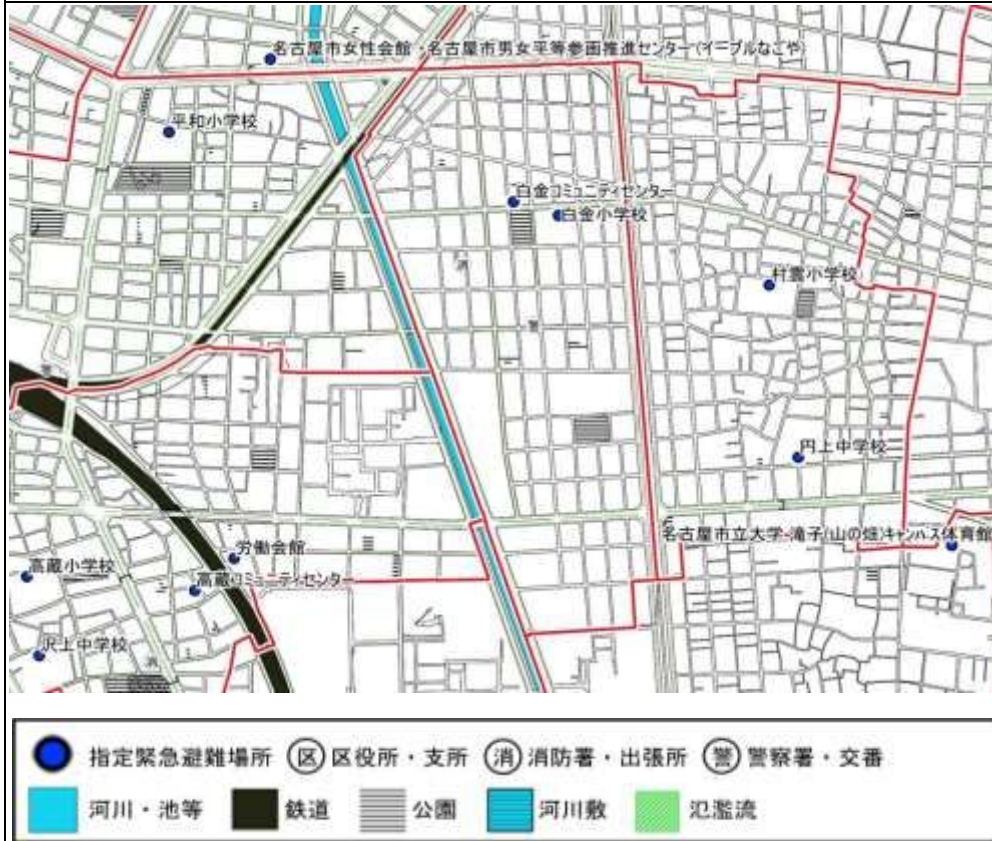 名古屋市女性会館・名古屋市男女平等参画推進センター(イーブルなごや)
平和小学校
白金コミュニティセンター
白金小学校
村雲小学校
円上中学校
名古屋市立大学-滝子(山の畑)キャンパス体育館
労働会館
高蔵小学校
高蔵コミュニティセンター
沢上中学校
指定緊急避難場所 区 区役所・支所 消 消防署・出張所 警 警察署・交番
河川・池等 鉄道 公園 河川敷 氾濫流